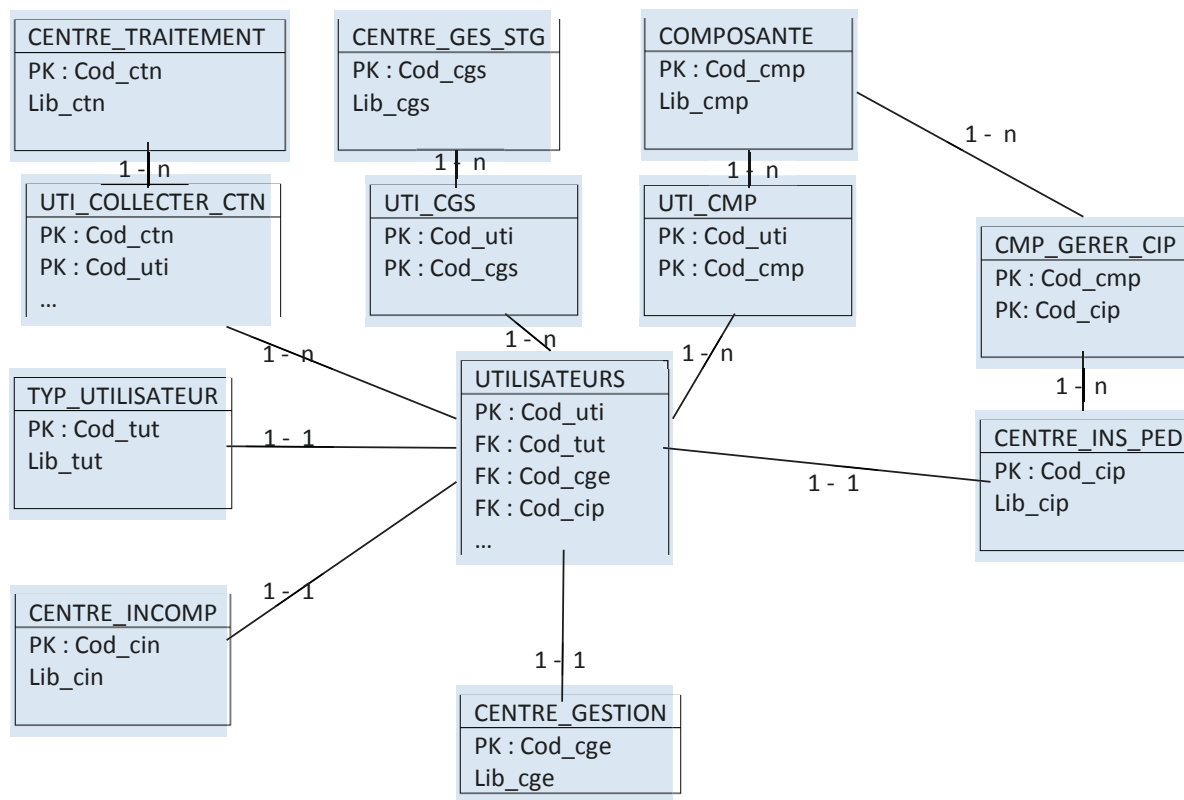 CENTRE_TRAITEMENT
PK : Cod_ctn
Lib_ctn
CENTRE_GES_STG
PK : Cod_cgs
Lib_cgs
COMPOSANTE
PK : Cod_cmp
Lib_cmp
1 - n
1 - n
1 - n
1 - n
UTI_COLLECTER_CTN
PK : Cod_ctn
PK : Cod_uti
...
UTI_CGS
PK : Cod_uti
PK : Cod_cgs
UTI_CMP
PK : Cod_uti
PK : Cod_cmp
CMP_GERER_CIP
PK : Cod_cmp
PK: Cod_cip
1 - n
1 - n
1 - n
1 - n
TYP_UTILISATEUR
PK : Cod_tut
Lib_tut
1 - 1
UTILISATEURS
PK : Cod_uti
FK : Cod_tut
FK : Cod_cge
FK : Cod_cip
...
1 - 1
CENTRE_INS_PED
PK : Cod_cip
Lib_cip
1 - 1
CENTRE_INCOMP
PK : Cod_cin
Lib_cin
1 - 1
CENTRE_GESTION
PK : Cod_cge
Lib_cge